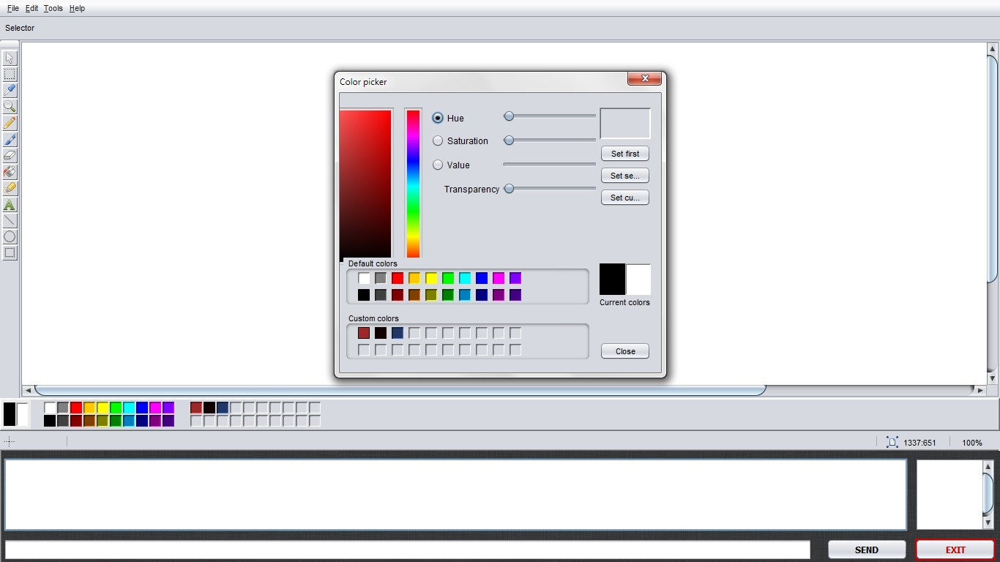 File Edit Tools Help
Selector
Color picker
Hue
Saturation
Set first
Value
Set se...
Transparency
Set cu...
Default colors
Current colors
Custom colors
Close
1337:651 100%
SEND EXIT